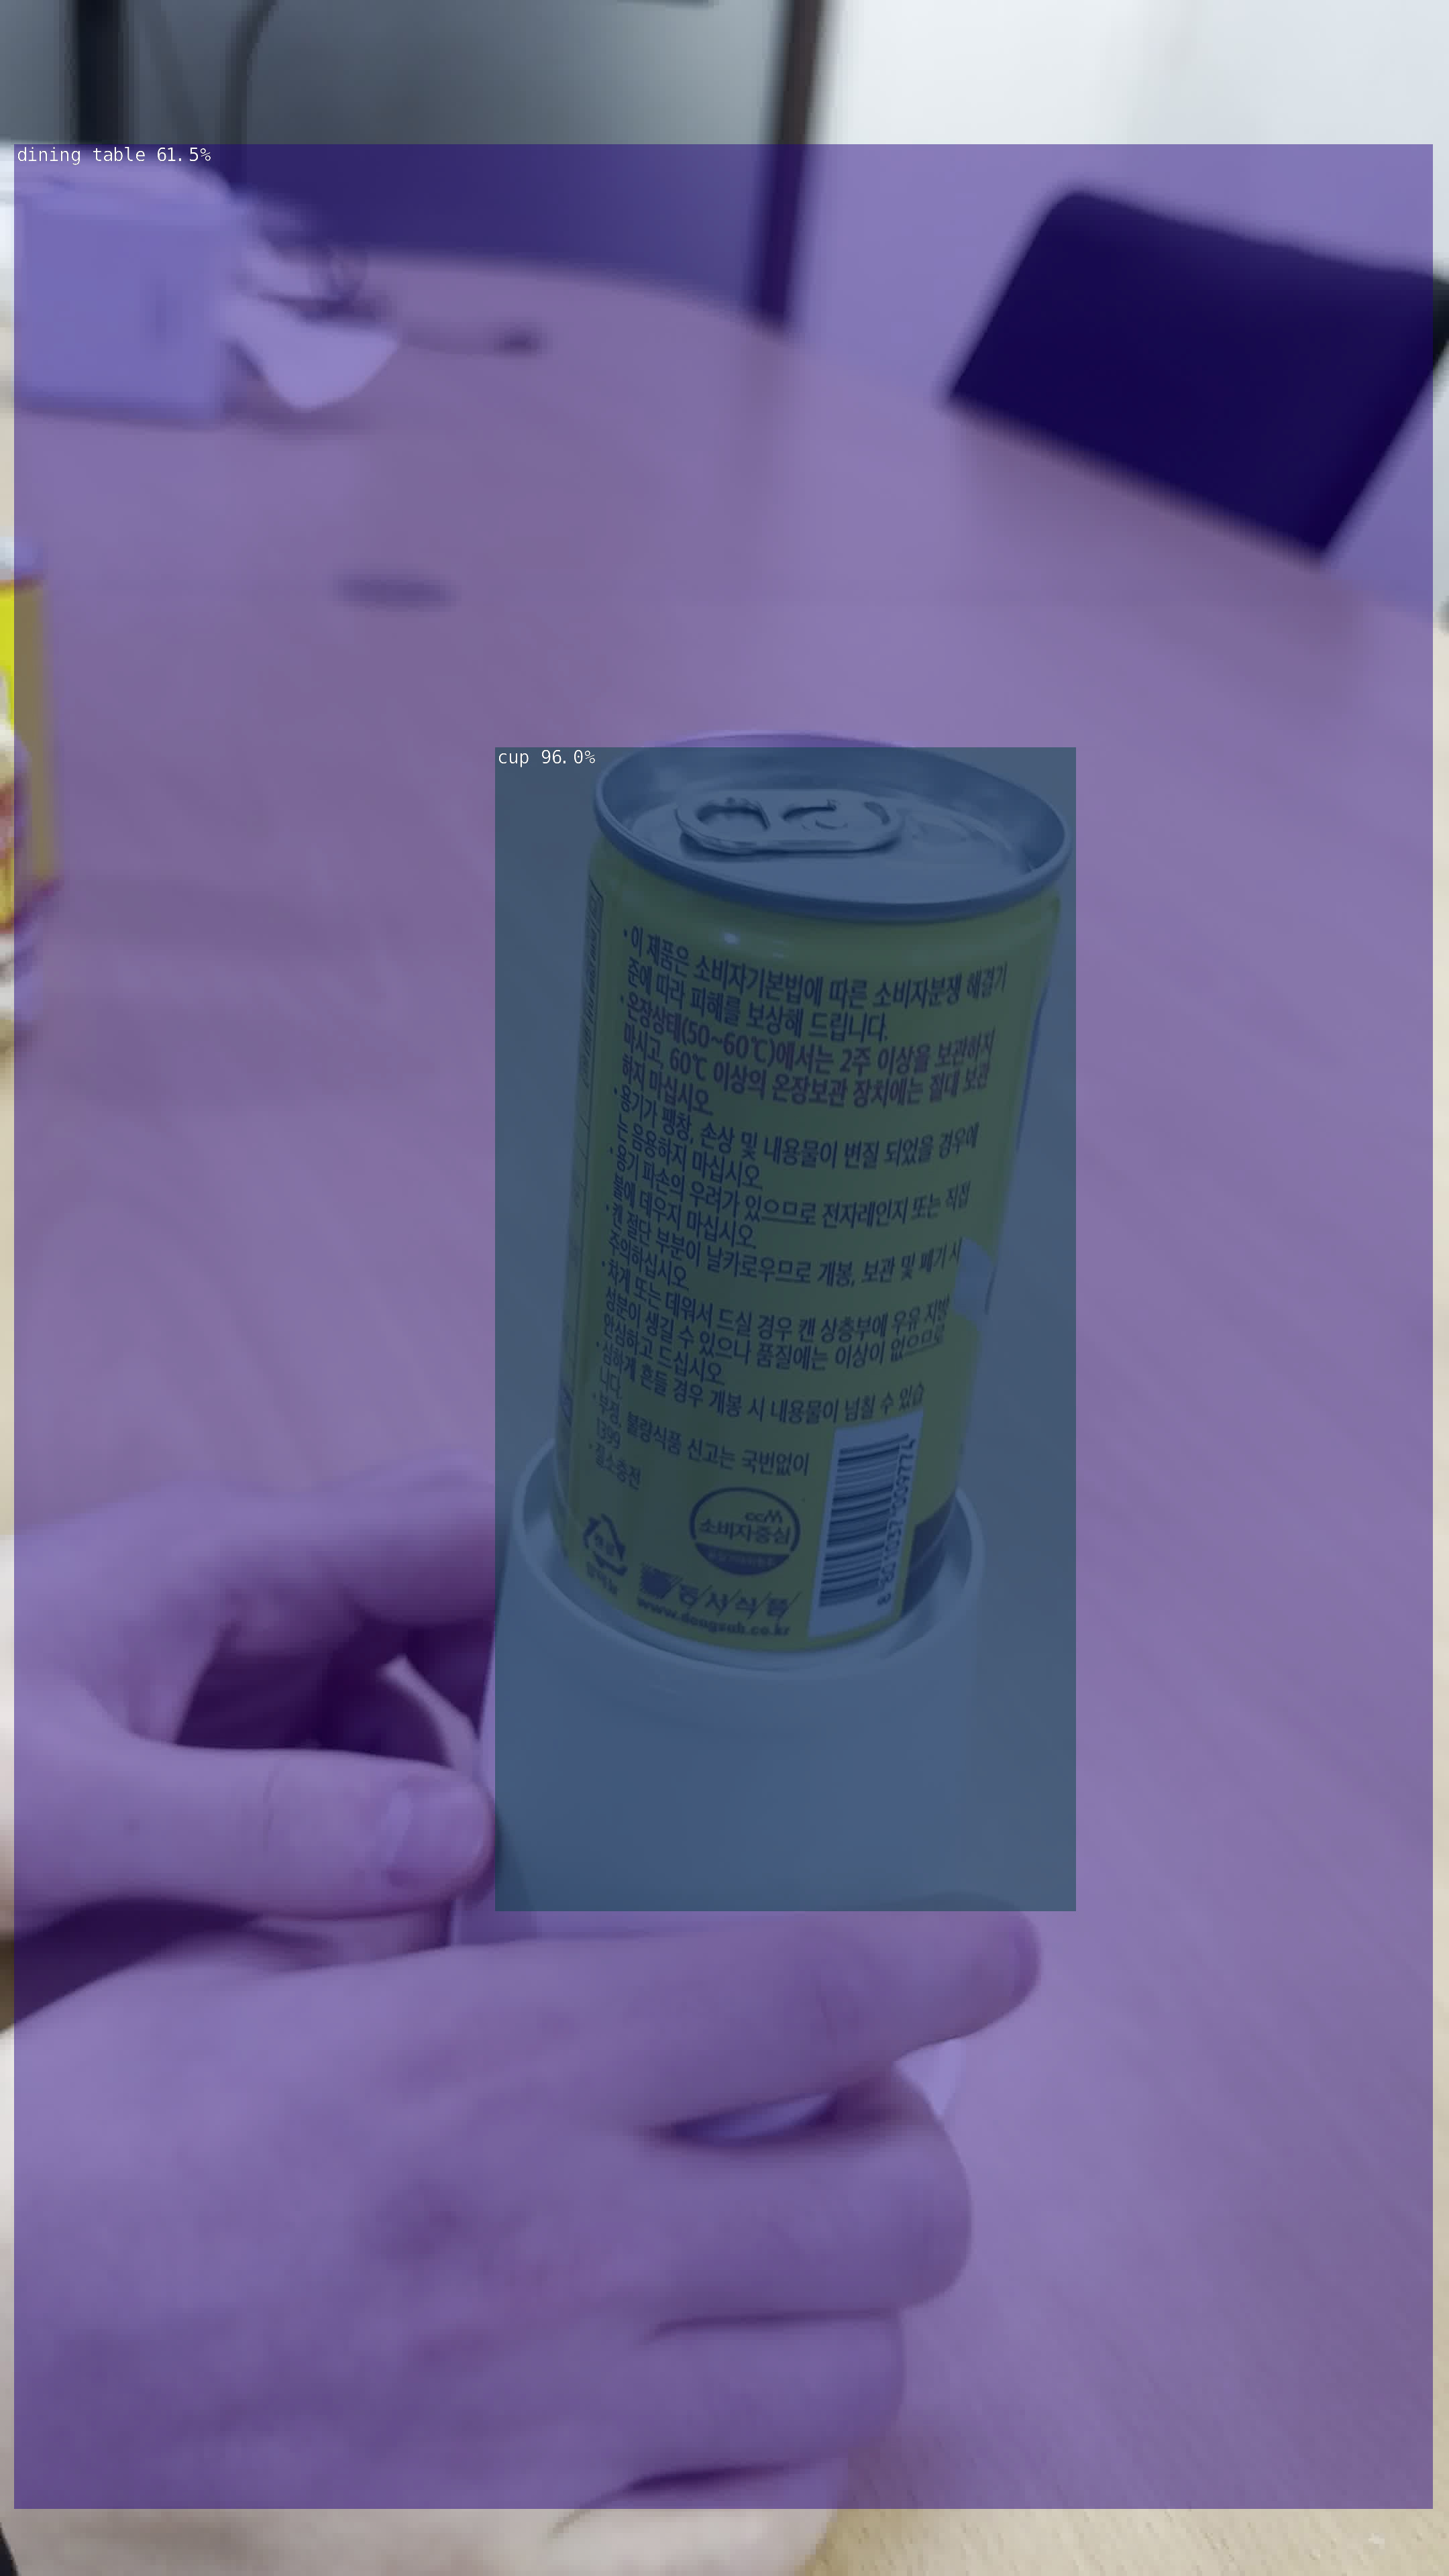 dining table 61.5%
cup 96.0%
• 이 제품은 소비자기본법에 따른 소비자분쟁 해결기
준에 따라 피해를 보상해 드립니다.
• 온장상태(50~60℃)에서는 2주 이상을 보관하지
마시고, 60℃ 이상의 온장보관 장치에는 절대 보관
하지 마십시오.
• 용기가 팽창, 손상 및 내용물이 변질 되었을 경우에
는 음용하지 마십시오.
• 용기 파손의 우려가 있으므로 전자레인지 또는 직접
불에 데우지 마십시오.
• 캔 절단 부분이 날카로우므로 개봉, 보관 및 폐기 시
주의하십시오.
• 차게 또는 데워서 드실 경우 캔 상층부에 우유 지방
성분이 생길 수 있으나 품질에는 이상이 없으므로
안심하고 드십시오.
• 심하게 흔들 경우 개봉 시 내용물이 넘칠 수 있습
니다.
• 부정, 불량식품 신고는 국번없이
1399
• 질소충전
ccm
소비자중심
동서식품
www.dongsuh.co.kr
8 801037 009774